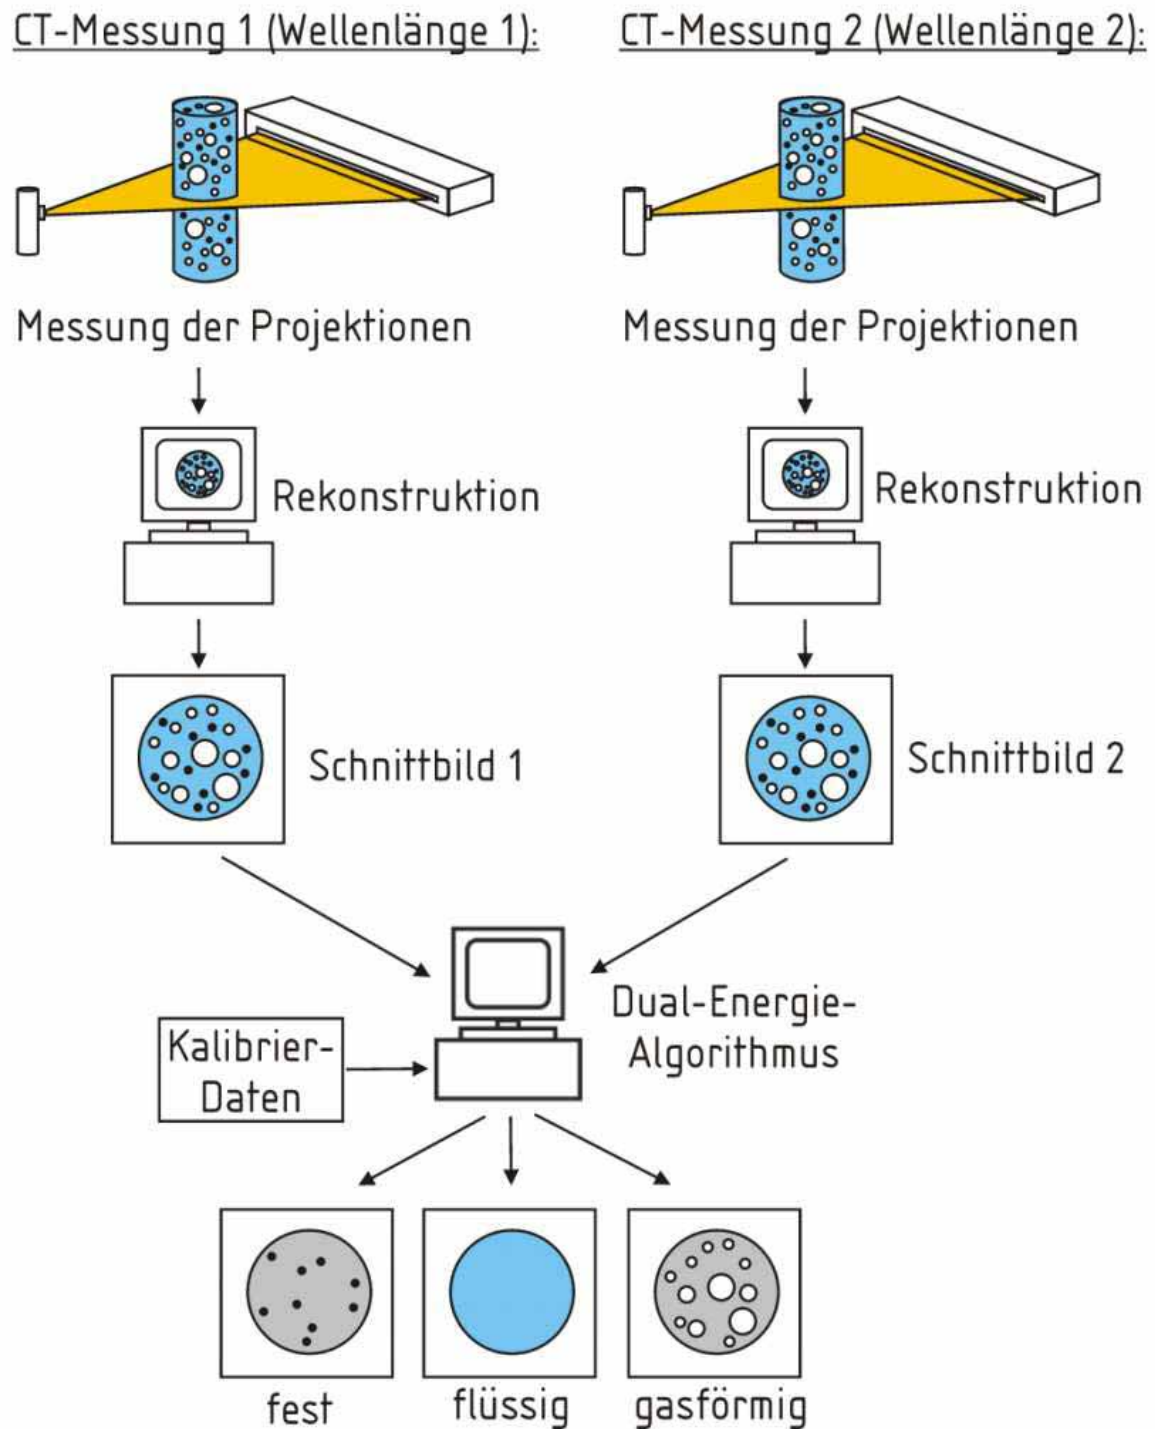 CT-Messung 1 (Wellenlänge 1):
CT-Messung 2 (Wellenlänge 2):
Messung der Projektionen
Messung der Projektionen
Rekonstruktion
Rekonstruktion
Schnittbild 1
Schnittbild 2
Dual-Energie-
Algorithmus
Kalibrier-
Daten
fest
flüssig
gasförmig